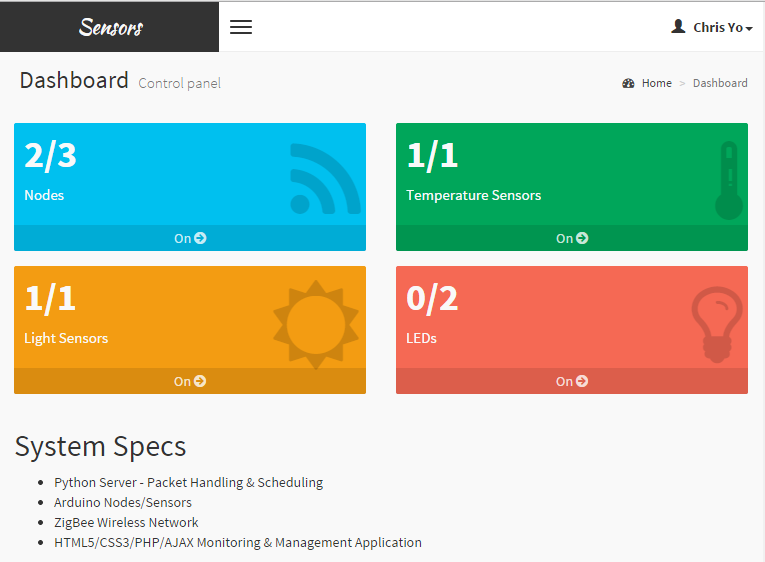 Sensors
Chris Yo
Dashboard Control panel
Home > Dashboard
2/3
Nodes
On
1/1
Temperature Sensors
On
1/1
Light Sensors
On
0/2
LEDs
On
System Specs
Python Server - Packet Handling & Scheduling
Arduino Nodes/Sensors
ZigBee Wireless Network
HTML5/CSS3/PHP/AJAX Monitoring & Management Application